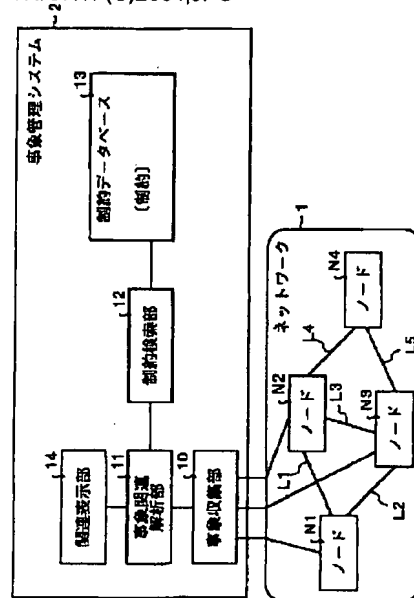 2
事象管理システム
13
制約データベース
〔制約〕
12
制約検索部
14
関連表示部
11
事象関連
解析部
10
事象収集部
1
ネットワーク
N1
ノード
N2
ノード
N3
ノード
N4
ノード
L1
L2
L3
L4
L5